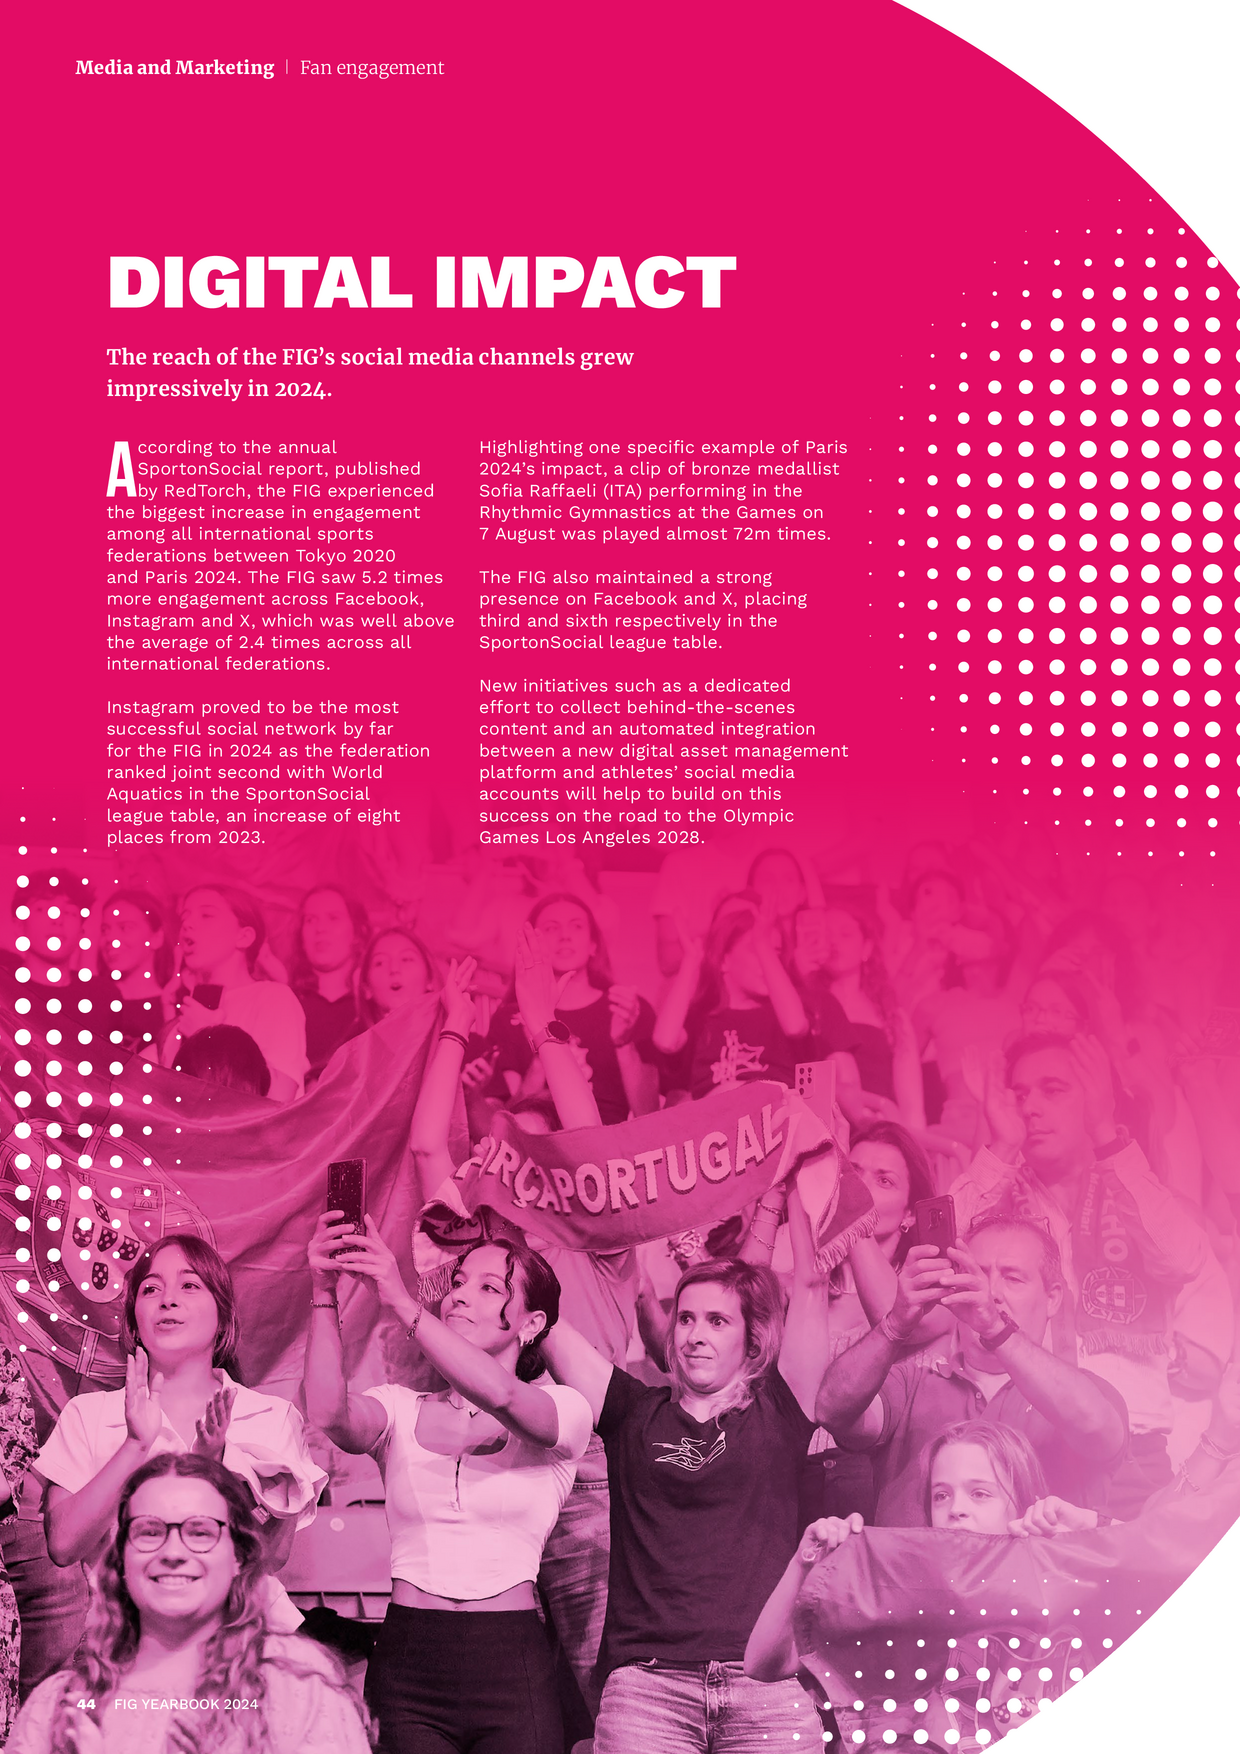 Media and Marketing | Fan engagement
DIGITAL IMPACT
The reach of the FIG’s social media channels grew
impressively in 2024.
According to the annual
SportonSocial report, published
by RedTorch, the FIG experienced
the biggest increase in engagement
among all international sports
federations between Tokyo 2020
and Paris 2024. The FIG saw 5.2 times
more engagement across Facebook,
Instagram and X, which was well above
the average of 2.4 times across all
international federations.
Instagram proved to be the most
successful social network by far
for the FIG in 2024 as the federation
ranked joint second with World
Aquatics in the SportonSocial
league table, an increase of eight
places from 2023.
Highlighting one specific example of Paris
2024’s impact, a clip of bronze medallist
Sofia Raffaeli (ITA) performing in the
Rhythmic Gymnastics at the Games on
7 August was played almost 72m times.
The FIG also maintained a strong
presence on Facebook and X, placing
third and sixth respectively in the
SportonSocial league table.
New initiatives such as a dedicated
effort to collect behind-the-scenes
content and an automated integration
between a new digital asset management
platform and athletes’ social media
accounts will help to build on this
success on the road to the Olympic
Games Los Angeles 2028.
RÇA PORTUGAL
44 FIG YEARBOOK 2024